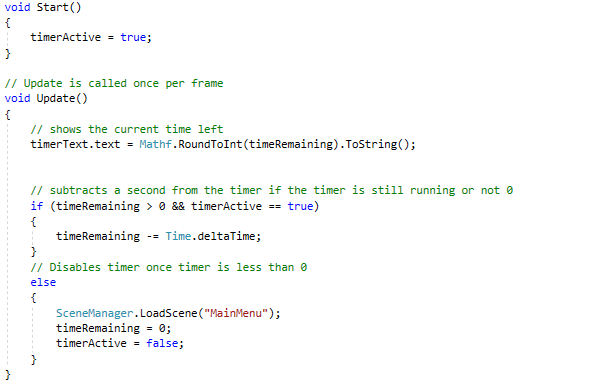 void Start()
{
timerActive = true;
}
// Update is called once per frame
void Update()
{
// shows the current time left
timerText.text = Mathf.RoundToInt(timeRemaining).ToString();
// subtracts a second from the timer if the timer is still running or not 0
if (timeRemaining > 0 && timerActive == true)
{
timeRemaining -= Time.deltaTime;
}
// Disables timer once timer is less than 0
else
{
SceneManager.LoadScene("MainMenu");
timeRemaining = 0;
timerActive = false;
}
}